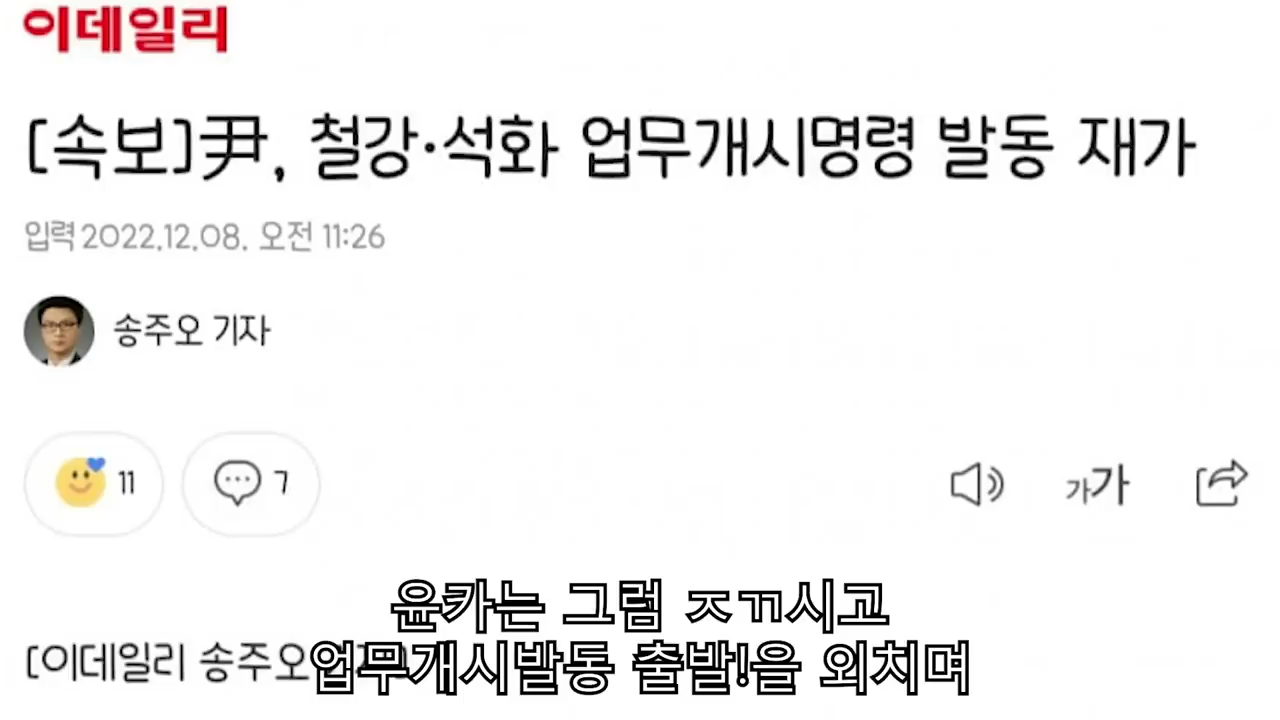 이데일리
[속보]尹, 철강·석화 업무개시명령 발동 재가
입력 2022.12.08. 오전 11:26
송주오 기자
11
7
가가
윤카는 그럼 ㅈㄲ시고
[이데일리 송주오
업무개시발동 출발!을 외치며